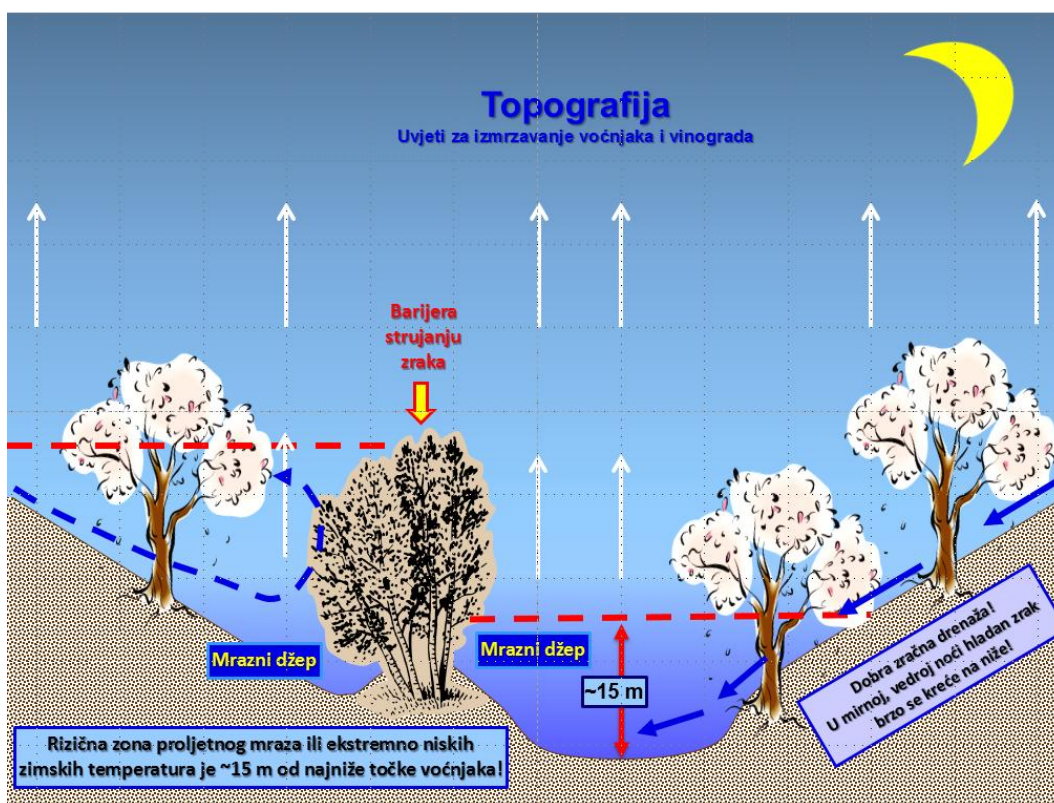 Topografija
Uvjeti za izmrzavanje voćnjaka i vinograda
Barijera
strujanju
zraka
Mrazni džep
Mrazni džep
~15 m
Dobra zračna drenaža!
U mirnoj, vedroj noći hladan zrak
brzo se kreće na niže!
Rizična zona proljetnog mraza ili ekstremno niskih
zimskih temperatura je ~15 m od najniže točke voćnjaka!